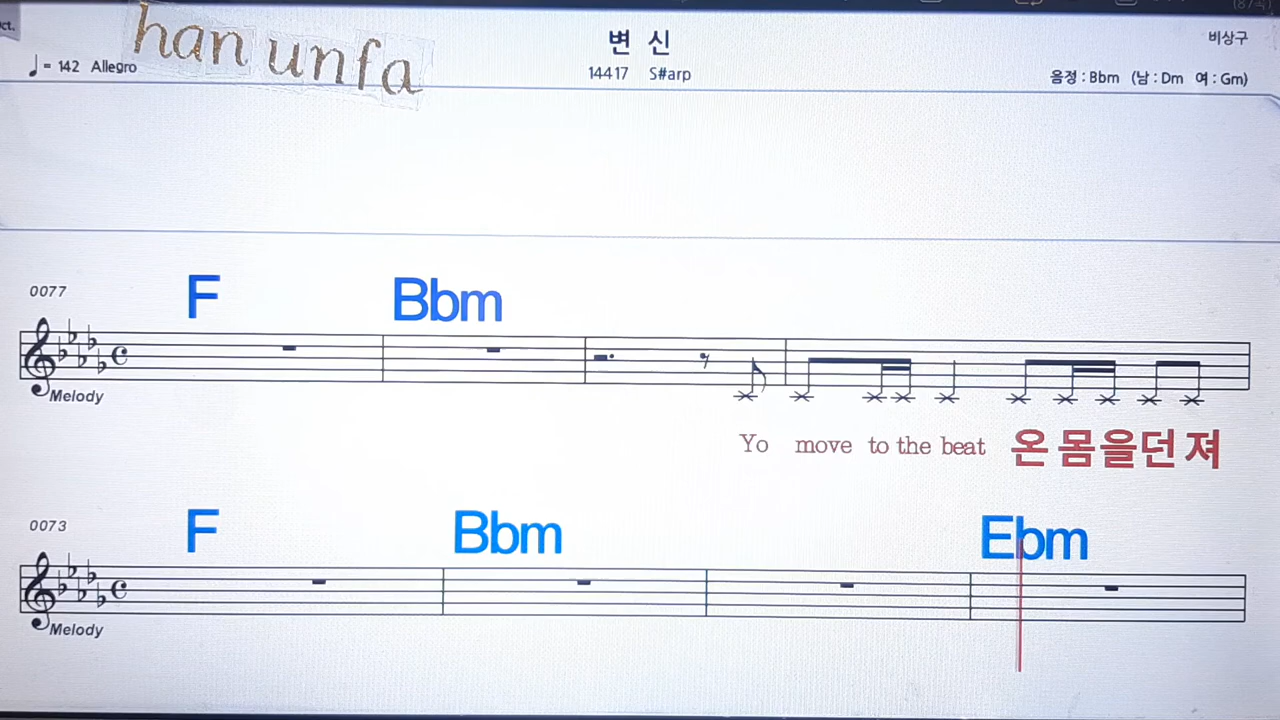 ct.
han unfa
변 신
비상구
♩= 142 Allegro
14417 S#arp
음정 : Bbm (남 : Dm 여 : Gm)
0077
F Bbm
Melody
Yo move to the beat 온 몸을던져
0073
F Bbm Ebm
Melody